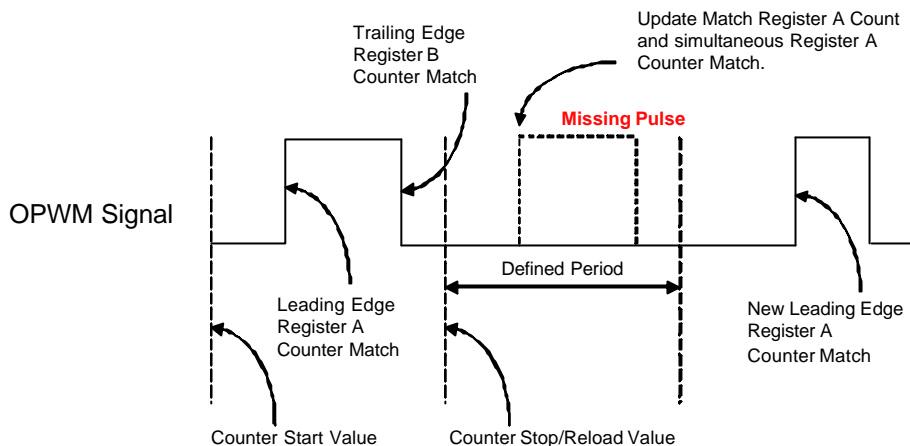 Trailing Edge
Register B
Counter Match
Update Match Register A Count
and simultaneous Register A
Counter Match.
Missing Pulse
OPWM Signal
Defined Period
Leading Edge
Register A
Counter Match
New Leading Edge
Register A
Counter Match
Counter Start Value
Counter Stop/Reload Value